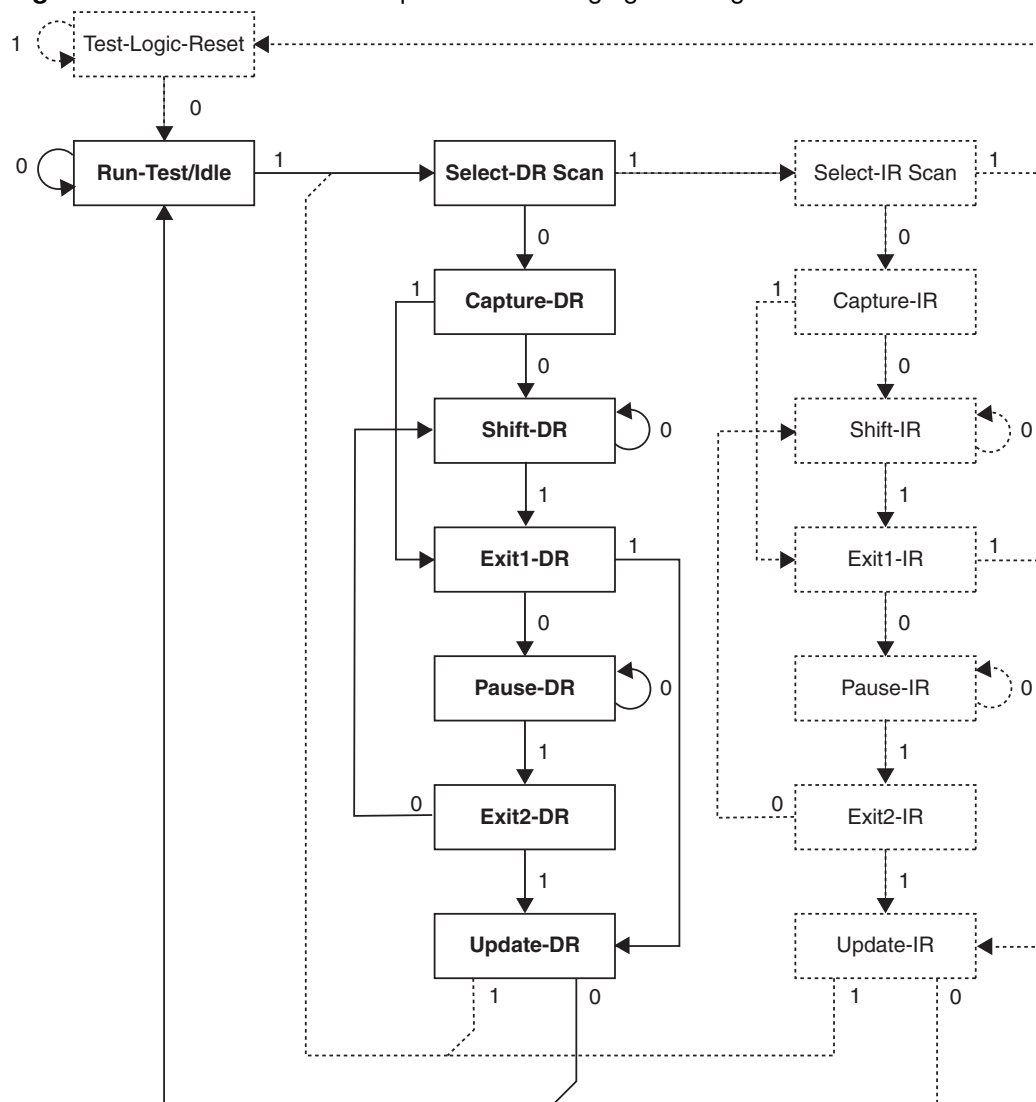 1
Test-Logic-Reset
0
0
Run-Test/Idle
1
Select-DR Scan
1
Select-IR Scan
1
0
0
1
Capture-DR
1
Capture-IR
0
0
Shift-DR
0
Shift-IR
0
1
1
Exit1-DR
1
Exit1-IR
1
0
0
Pause-DR
0
Pause-IR
0
1
1
0
Exit2-DR
0
Exit2-IR
1
1
Update-DR
Update-IR
1
0
1
0